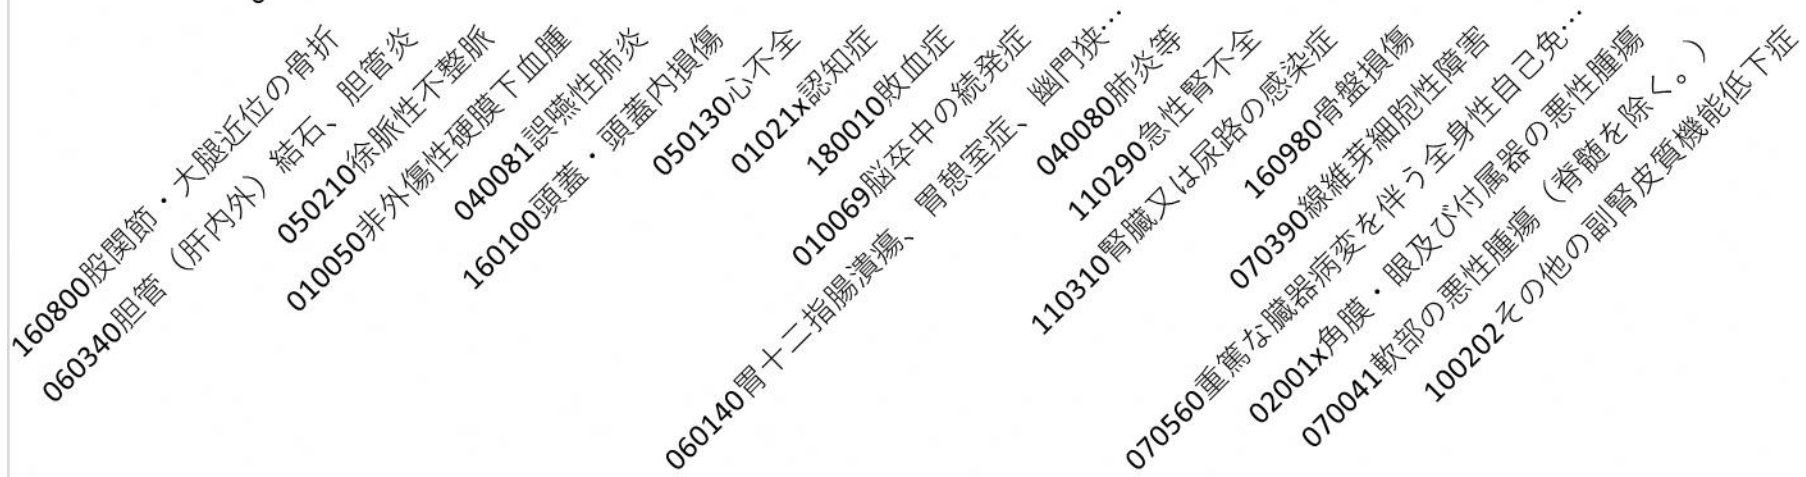 160800股関節・大腿近位の骨折
060340胆管（肝内外）結石、胆管炎
050210徐脈性不整脈
010050非外傷性硬膜下血腫
040081誤嚥性肺炎
160100頭蓋・頭蓋内損傷
050130心不全
01021x認知症
180010敗血症
010069脳卒中の続発症
060140胃十二指腸潰瘍、胃憩室症、幽門狭…
040080肺炎等
110290急性腎不全
110310腎臓又は尿路の感染症
160980骨盤損傷
070390線維芽細胞性障害
070560重篤な臓器病変を伴う全身性自己免…
02001x角膜・眼及び付属器の悪性腫瘍
070041軟部の悪性腫瘍（脊髄を除く。）
100202その他の副腎皮質機能低下症